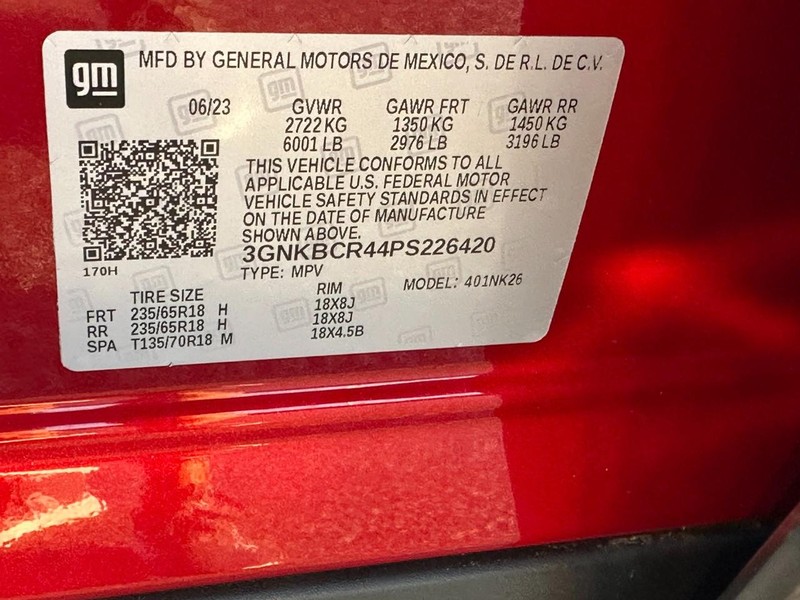 gm MFD BY GENERAL MOTORS DE MEXICO, S. DE R.L. DE C.V.
06/23 GVWR GAWR FRT GAWR RR
2722 KG 1350 KG 1450 KG
6001 LB 2976 LB 3196 LB
THIS VEHICLE CONFORMS TO ALL
APPLICABLE U.S. FEDERAL MOTOR
VEHICLE SAFETY STANDARDS IN EFFECT
ON THE DATE OF MANUFACTURE
SHOWN ABOVE.
3GNKBCR44PS226420
170H TYPE: MPV MODEL: 401NK26
TIRE SIZE RIM
FRT 235/65R18 H 18X8J
RR 235/65R18 H 18X8J
SPA T135/70R18 M 18X4.5B